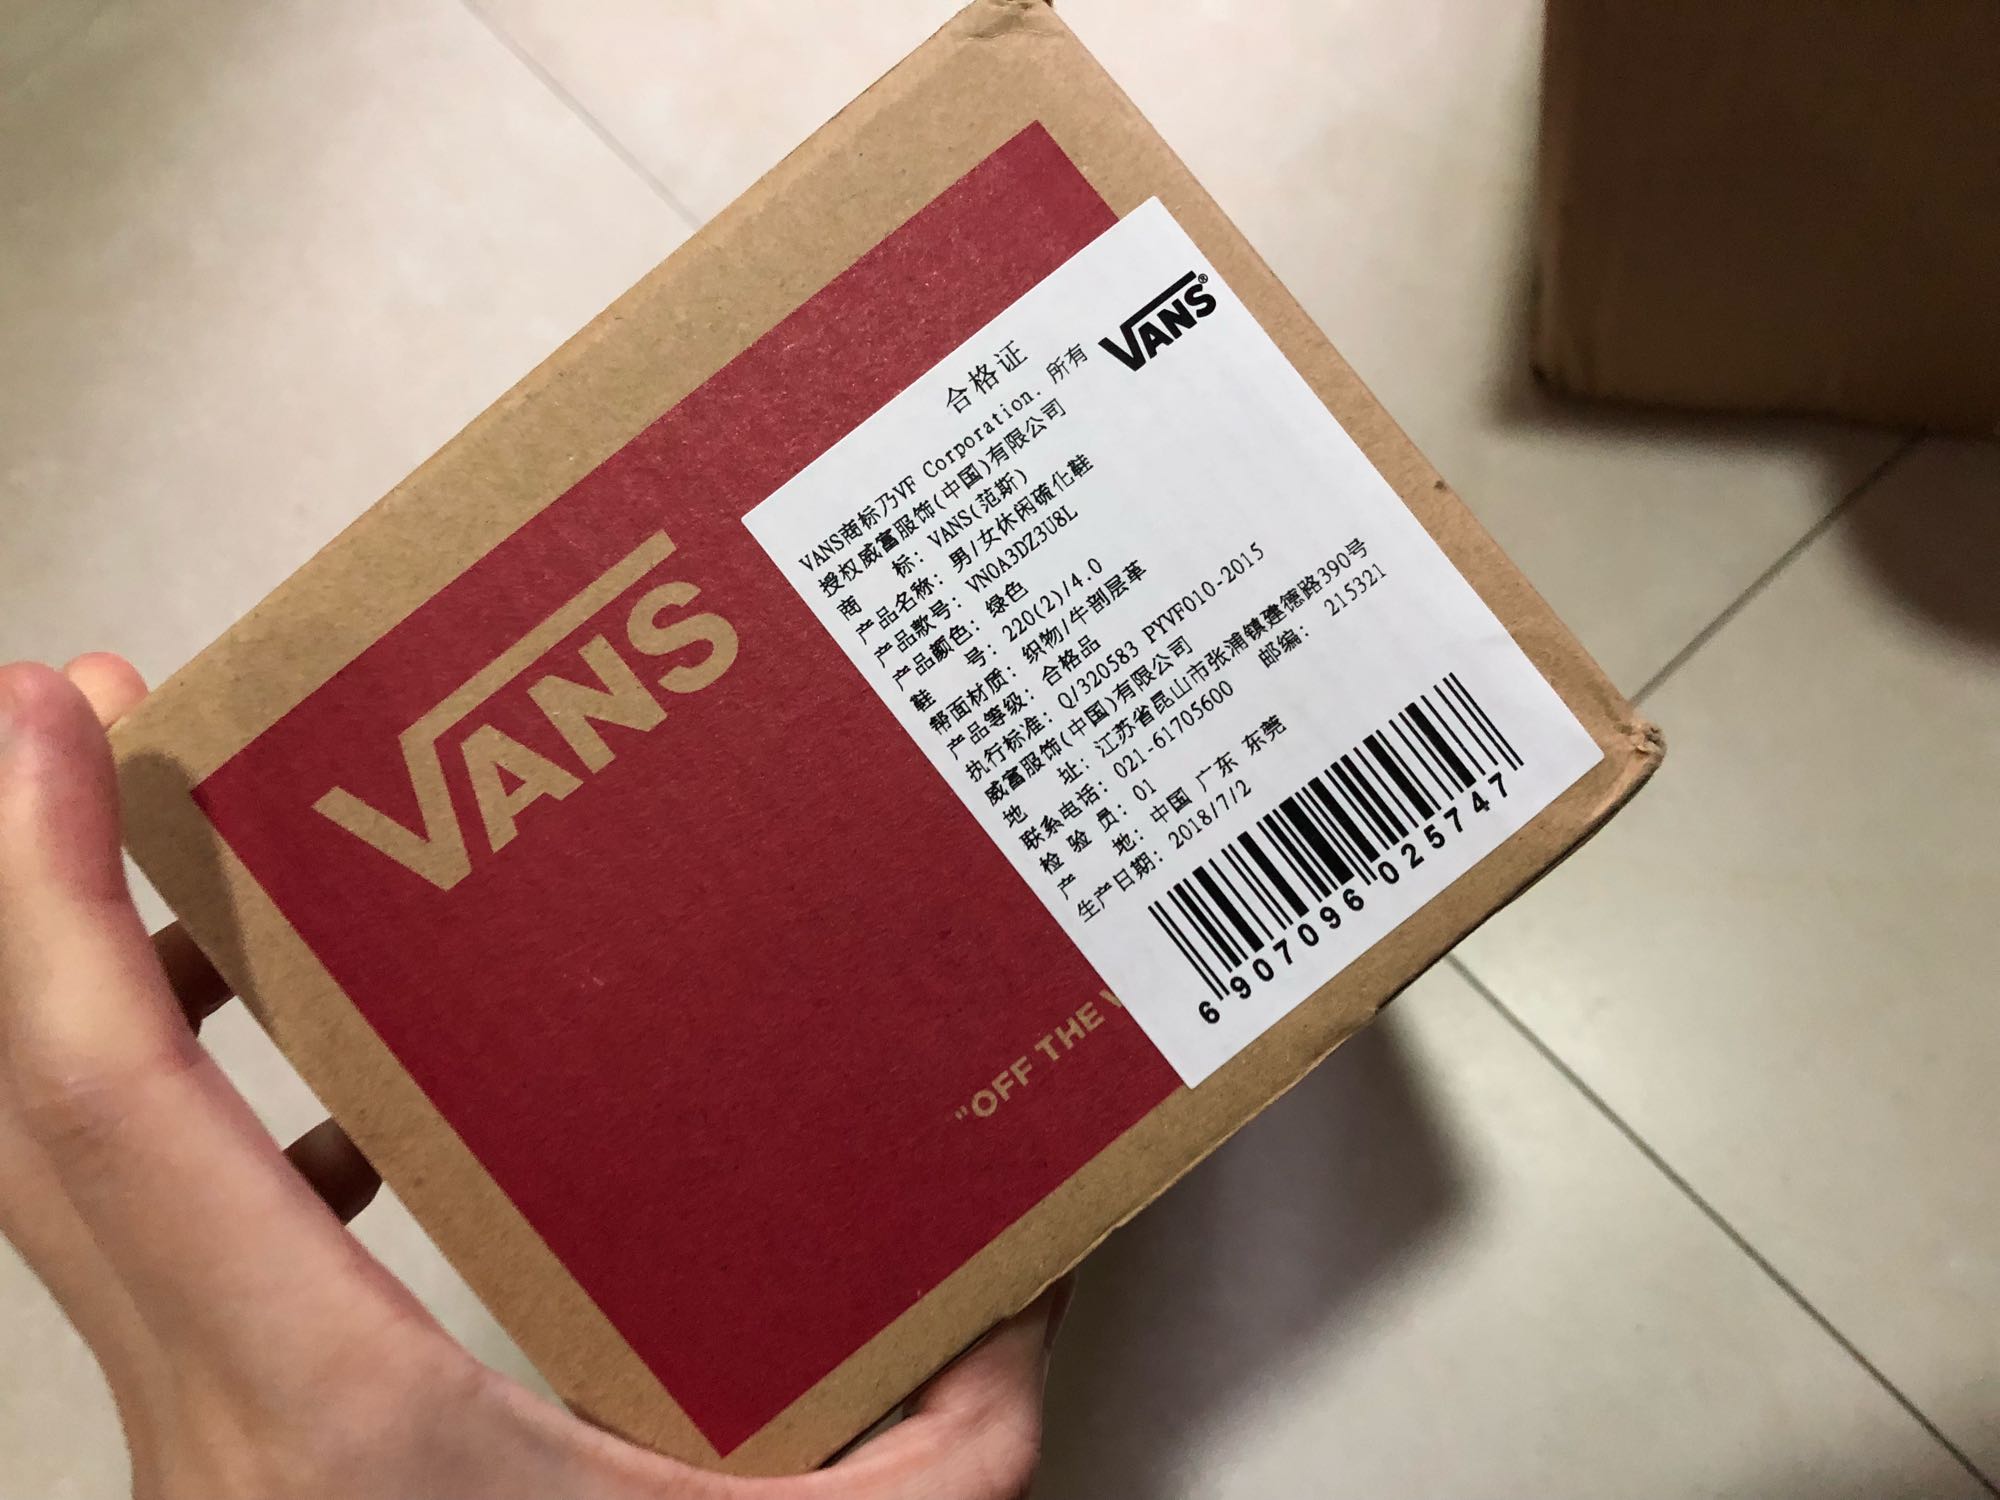 VANS
"OFF THE
VANS®
合格证
VANS商标乃VF Corporation. 所有
授权威富服饰(中国)有限公司
商 标: VANS(范斯)
产品名称: 男/女休闲硫化鞋
产品款号: VN0A3DZ3U8L
产品颜色: 绿色
鞋 号: 220(2)/4.0
帮面材质: 织物/牛剖层革
产品等级: 合格品
执行标准: Q/320583 PYVF010-2015
威富服饰(中国)有限公司
地 址: 江苏省昆山市张浦镇建德路390号
联系电话: 021-61705600 邮编: 215321
检 验 员: 01
产 地: 中国 广东 东莞
生产日期: 2018/7/2
6907096025747